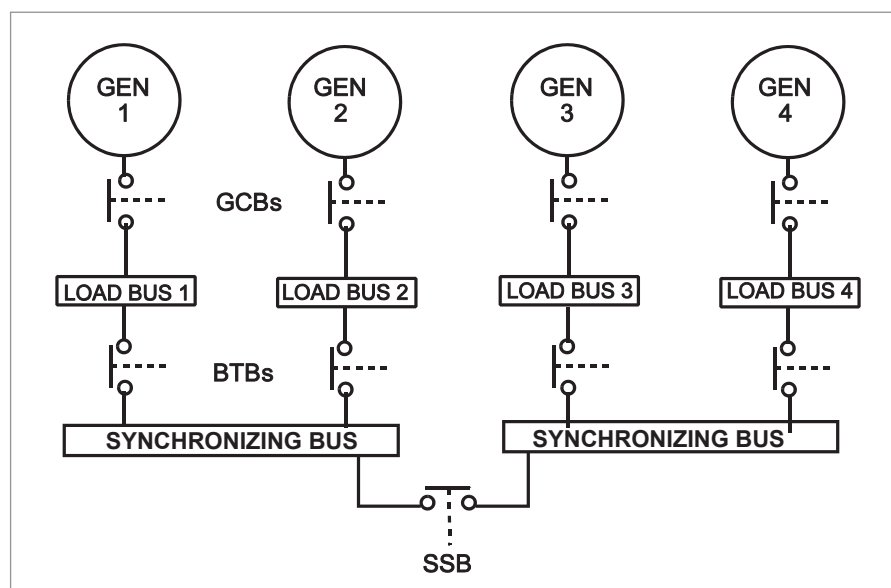 GEN
1
GEN
2
GEN
3
GEN
4
GCBs
LOAD BUS 1
LOAD BUS 2
LOAD BUS 3
LOAD BUS 4
BTBs
SYNCHRONIZING BUS
SYNCHRONIZING BUS
SSB